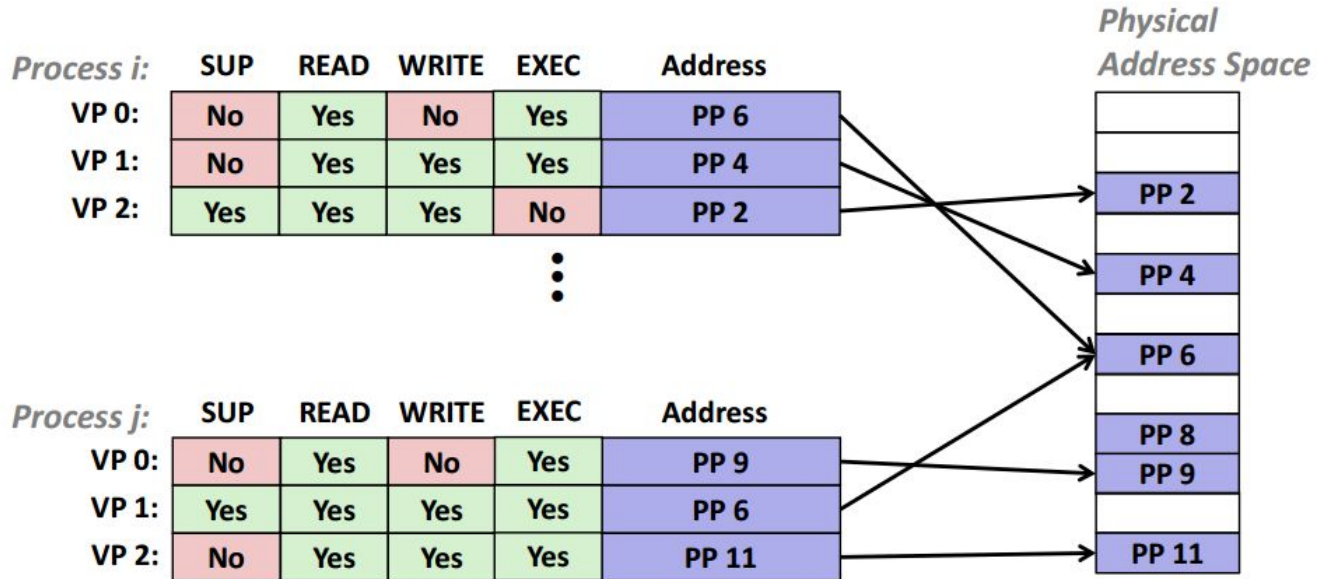 Physical
Address Space
Process i: SUP READ WRITE EXEC Address
VP 0: No Yes No Yes PP 6
VP 1: No Yes Yes Yes PP 4
VP 2: Yes Yes Yes No PP 2
PP 2
PP 4
PP 6
PP 8
PP 9
PP 11
Process j: SUP READ WRITE EXEC Address
VP 0: No Yes No Yes PP 9
VP 1: Yes Yes Yes Yes PP 6
VP 2: No Yes Yes Yes PP 11